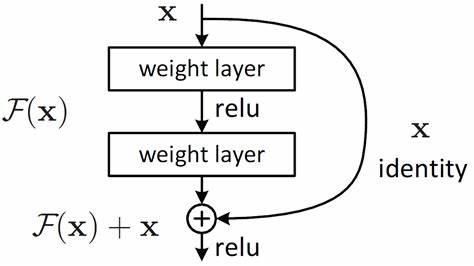 x
weight layer
F(x)
relu
x
weight layer
identity
F(x) + x
+
relu